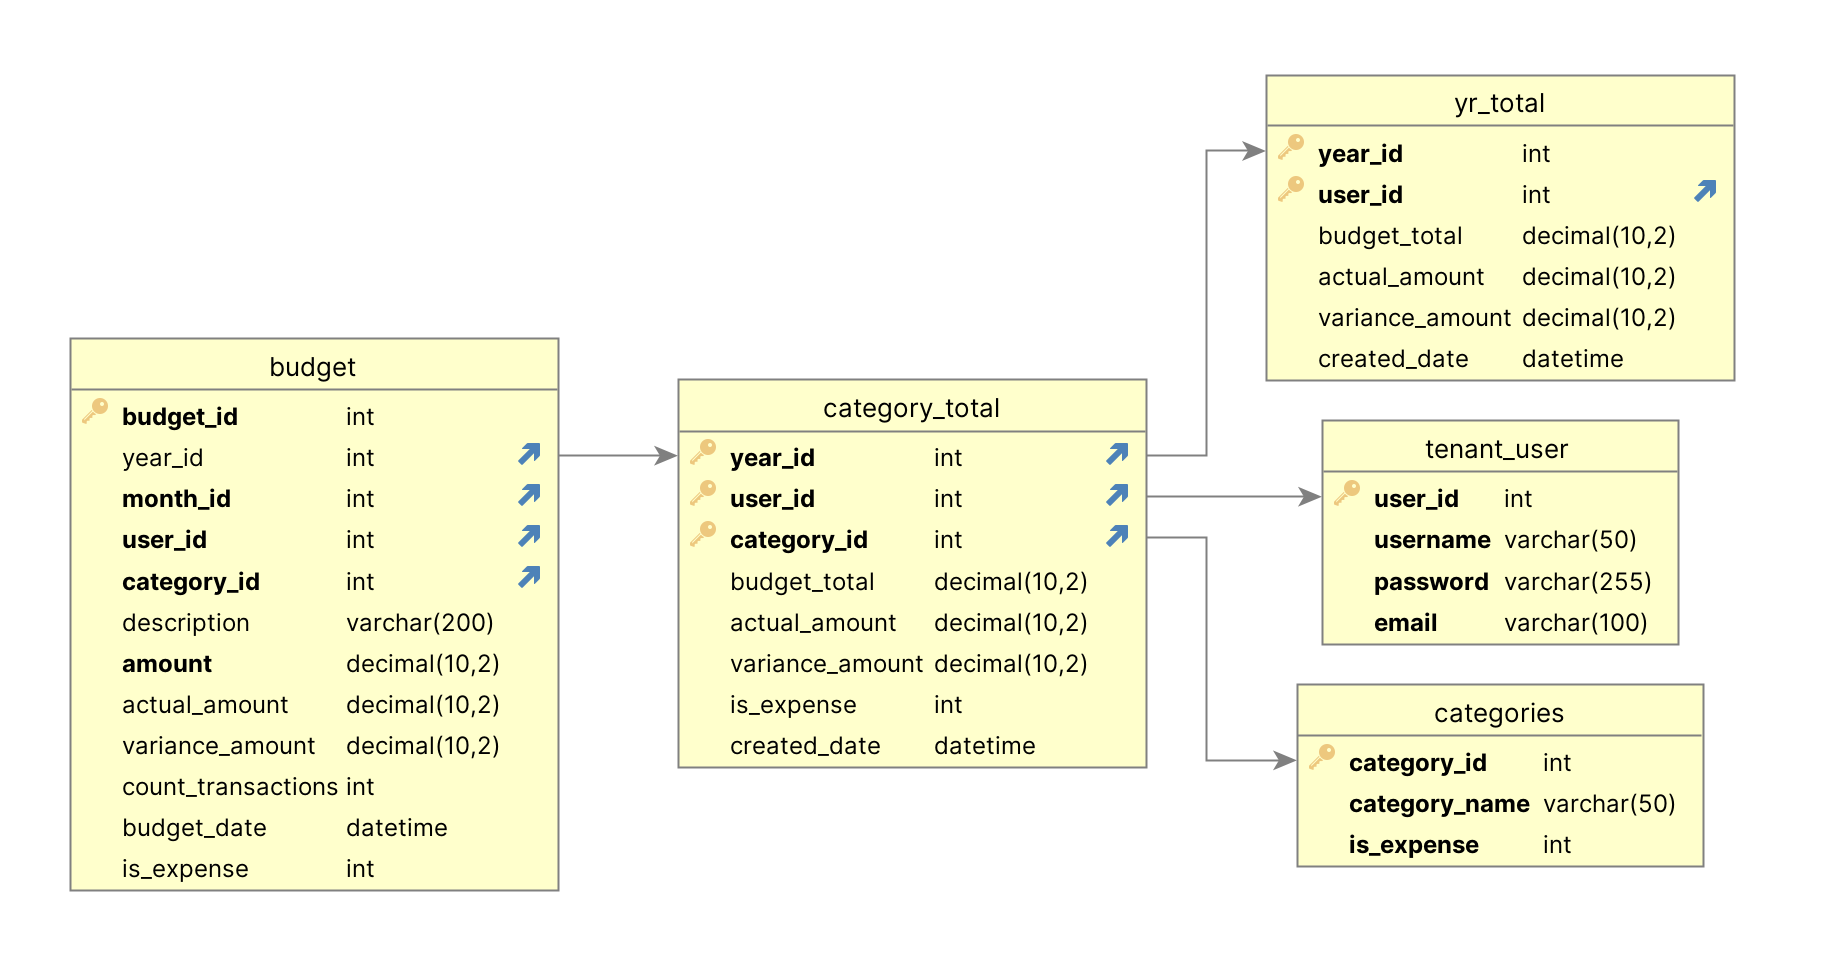 budget
budget_id int
year_id int
month_id int
user_id int
category_id int
description varchar(200)
amount decimal(10,2)
actual_amount decimal(10,2)
variance_amount decimal(10,2)
count_transactions int
budget_date datetime
is_expense int
category_total
year_id int
user_id int
category_id int
budget_total decimal(10,2)
actual_amount decimal(10,2)
variance_amount decimal(10,2)
is_expense int
created_date datetime
yr_total
year_id int
user_id int
budget_total decimal(10,2)
actual_amount decimal(10,2)
variance_amount decimal(10,2)
created_date datetime
tenant_user
user_id int
username varchar(50)
password varchar(255)
email varchar(100)
categories
category_id int
category_name varchar(50)
is_expense int